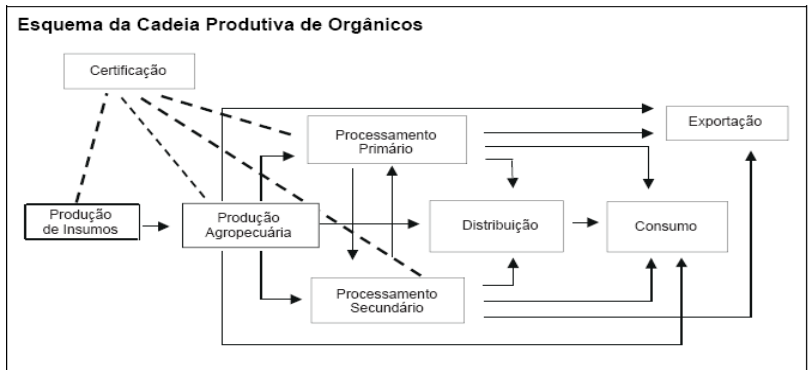 Esquema da Cadeia Produtiva de Orgânicos
Certificação
Processamento
Primário
Exportação
Produção
de Insumos
Produção
Agropecuária
Distribuição
Consumo
Processamento
Secundário